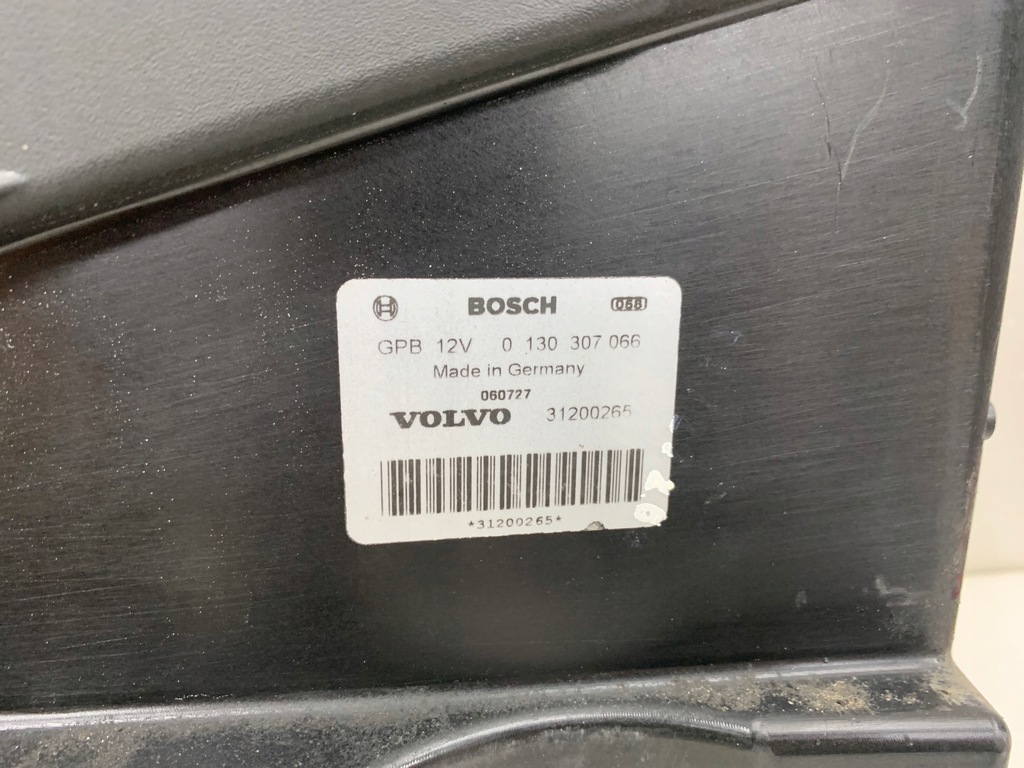 BOSCH 088
GPB 12V 0 130 307 066
Made in Germany
060727
VOLVO 31200265
*31200265*